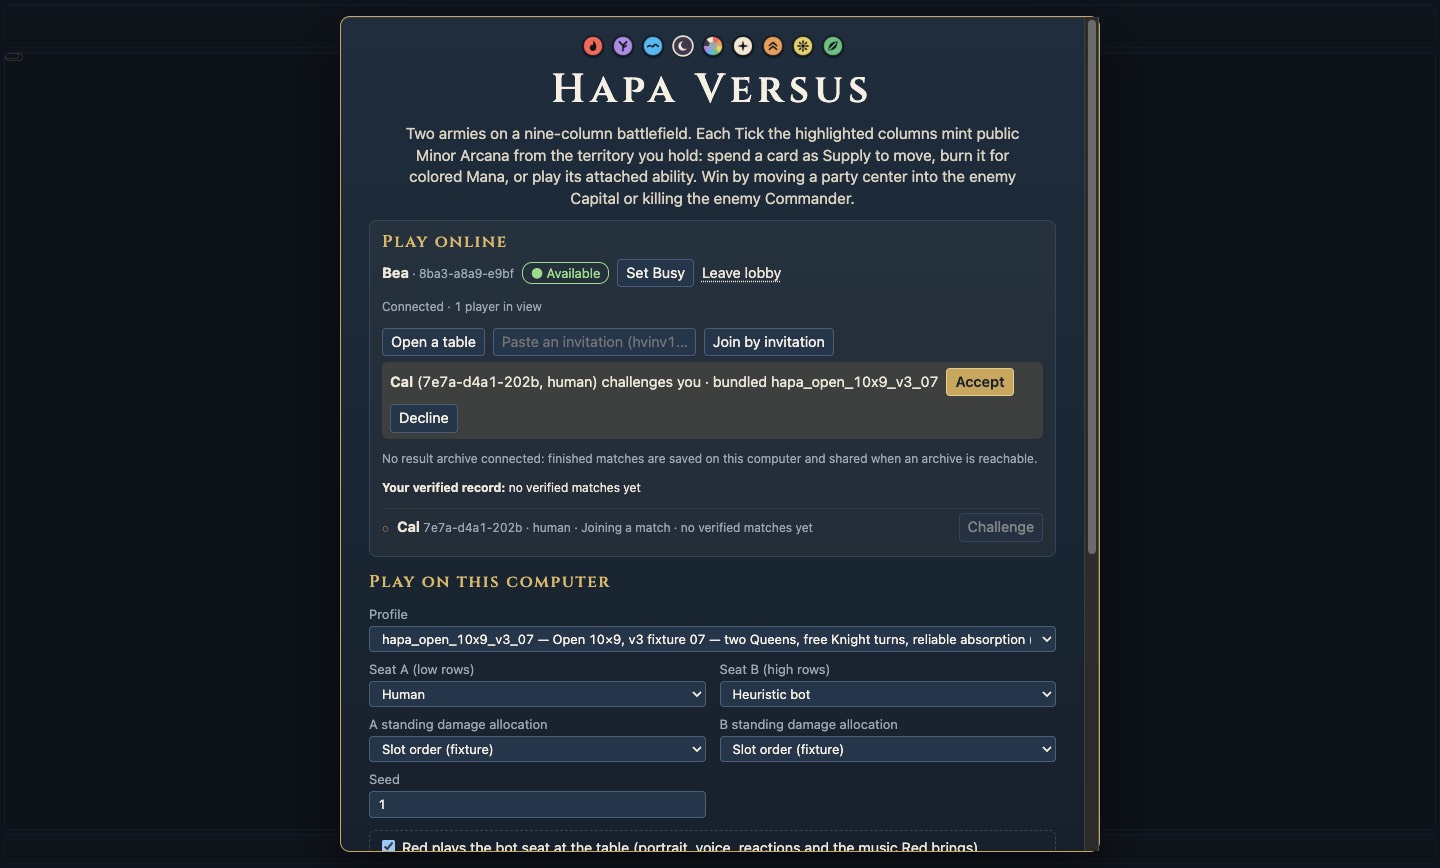 Hapa Versus
Two armies on a nine-column battlefield. Each Tick the highlighted columns mint public
Minor Arcana from the territory you hold: spend a card as Supply to move, burn it for
colored Mana, or play its attached ability. Win by moving a party center into the enemy
Capital or killing the enemy Commander.
Play online
Bea · 8ba3-a8a9-e9bf Available Set Busy Leave lobby
Connected · 1 player in view
Open a table Paste an invitation (hvinv1... Join by invitation
Cal (7e7a-d4a1-202b, human) challenges you · bundled hapa_open_10x9_v3_07 Accept
Decline
No result archive connected: finished matches are saved on this computer and shared when an archive is reachable.
Your verified record: no verified matches yet
Cal 7e7a-d4a1-202b · human · Joining a match · no verified matches yet Challenge
Play on this computer
Profile
hapa_open_10x9_v3_07 — Open 10×9, v3 fixture 07 — two Queens, free Knight turns, reliable absorption
Seat A (low rows) Seat B (high rows)
Human Heuristic bot
A standing damage allocation B standing damage allocation
Slot order (fixture) Slot order (fixture)
Seed
1
Red plays the bot seat at the table (portrait, voice, reactions and the music Red brings)